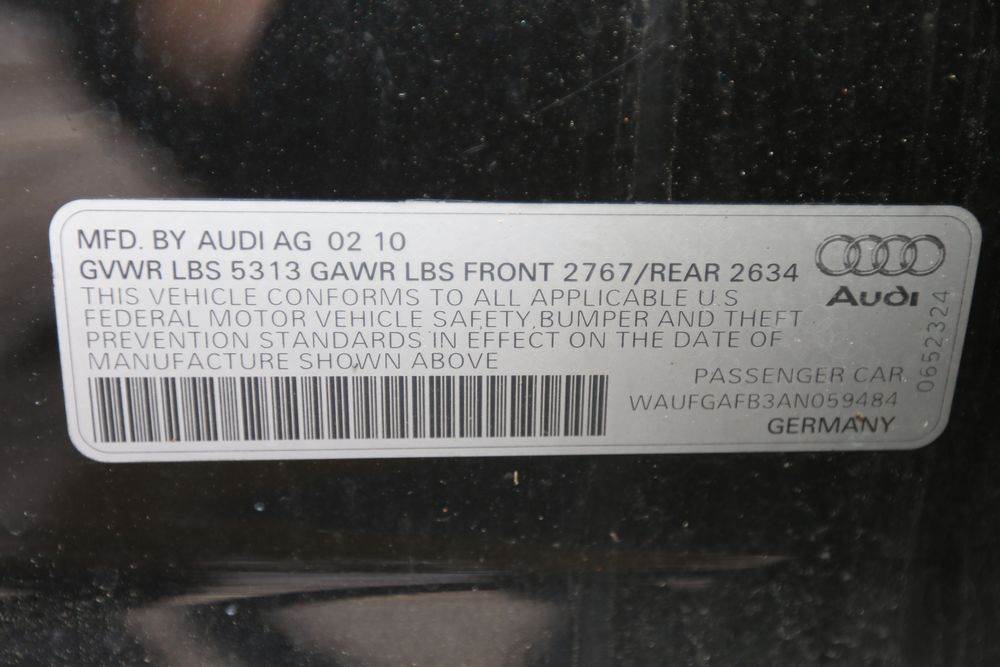 MFD. BY AUDI AG 02 10
GVWR LBS 5313 GAWR LBS FRONT 2767/REAR 2634
THIS VEHICLE CONFORMS TO ALL APPLICABLE U.S
FEDERAL MOTOR VEHICLE SAFETY, BUMPER AND THEFT
PREVENTION STANDARDS IN EFFECT ON THE DATE OF
MANUFACTURE SHOWN ABOVE
Audi
0652324
PASSENGER CAR
WAUFGAFB3AN059484
GERMANY